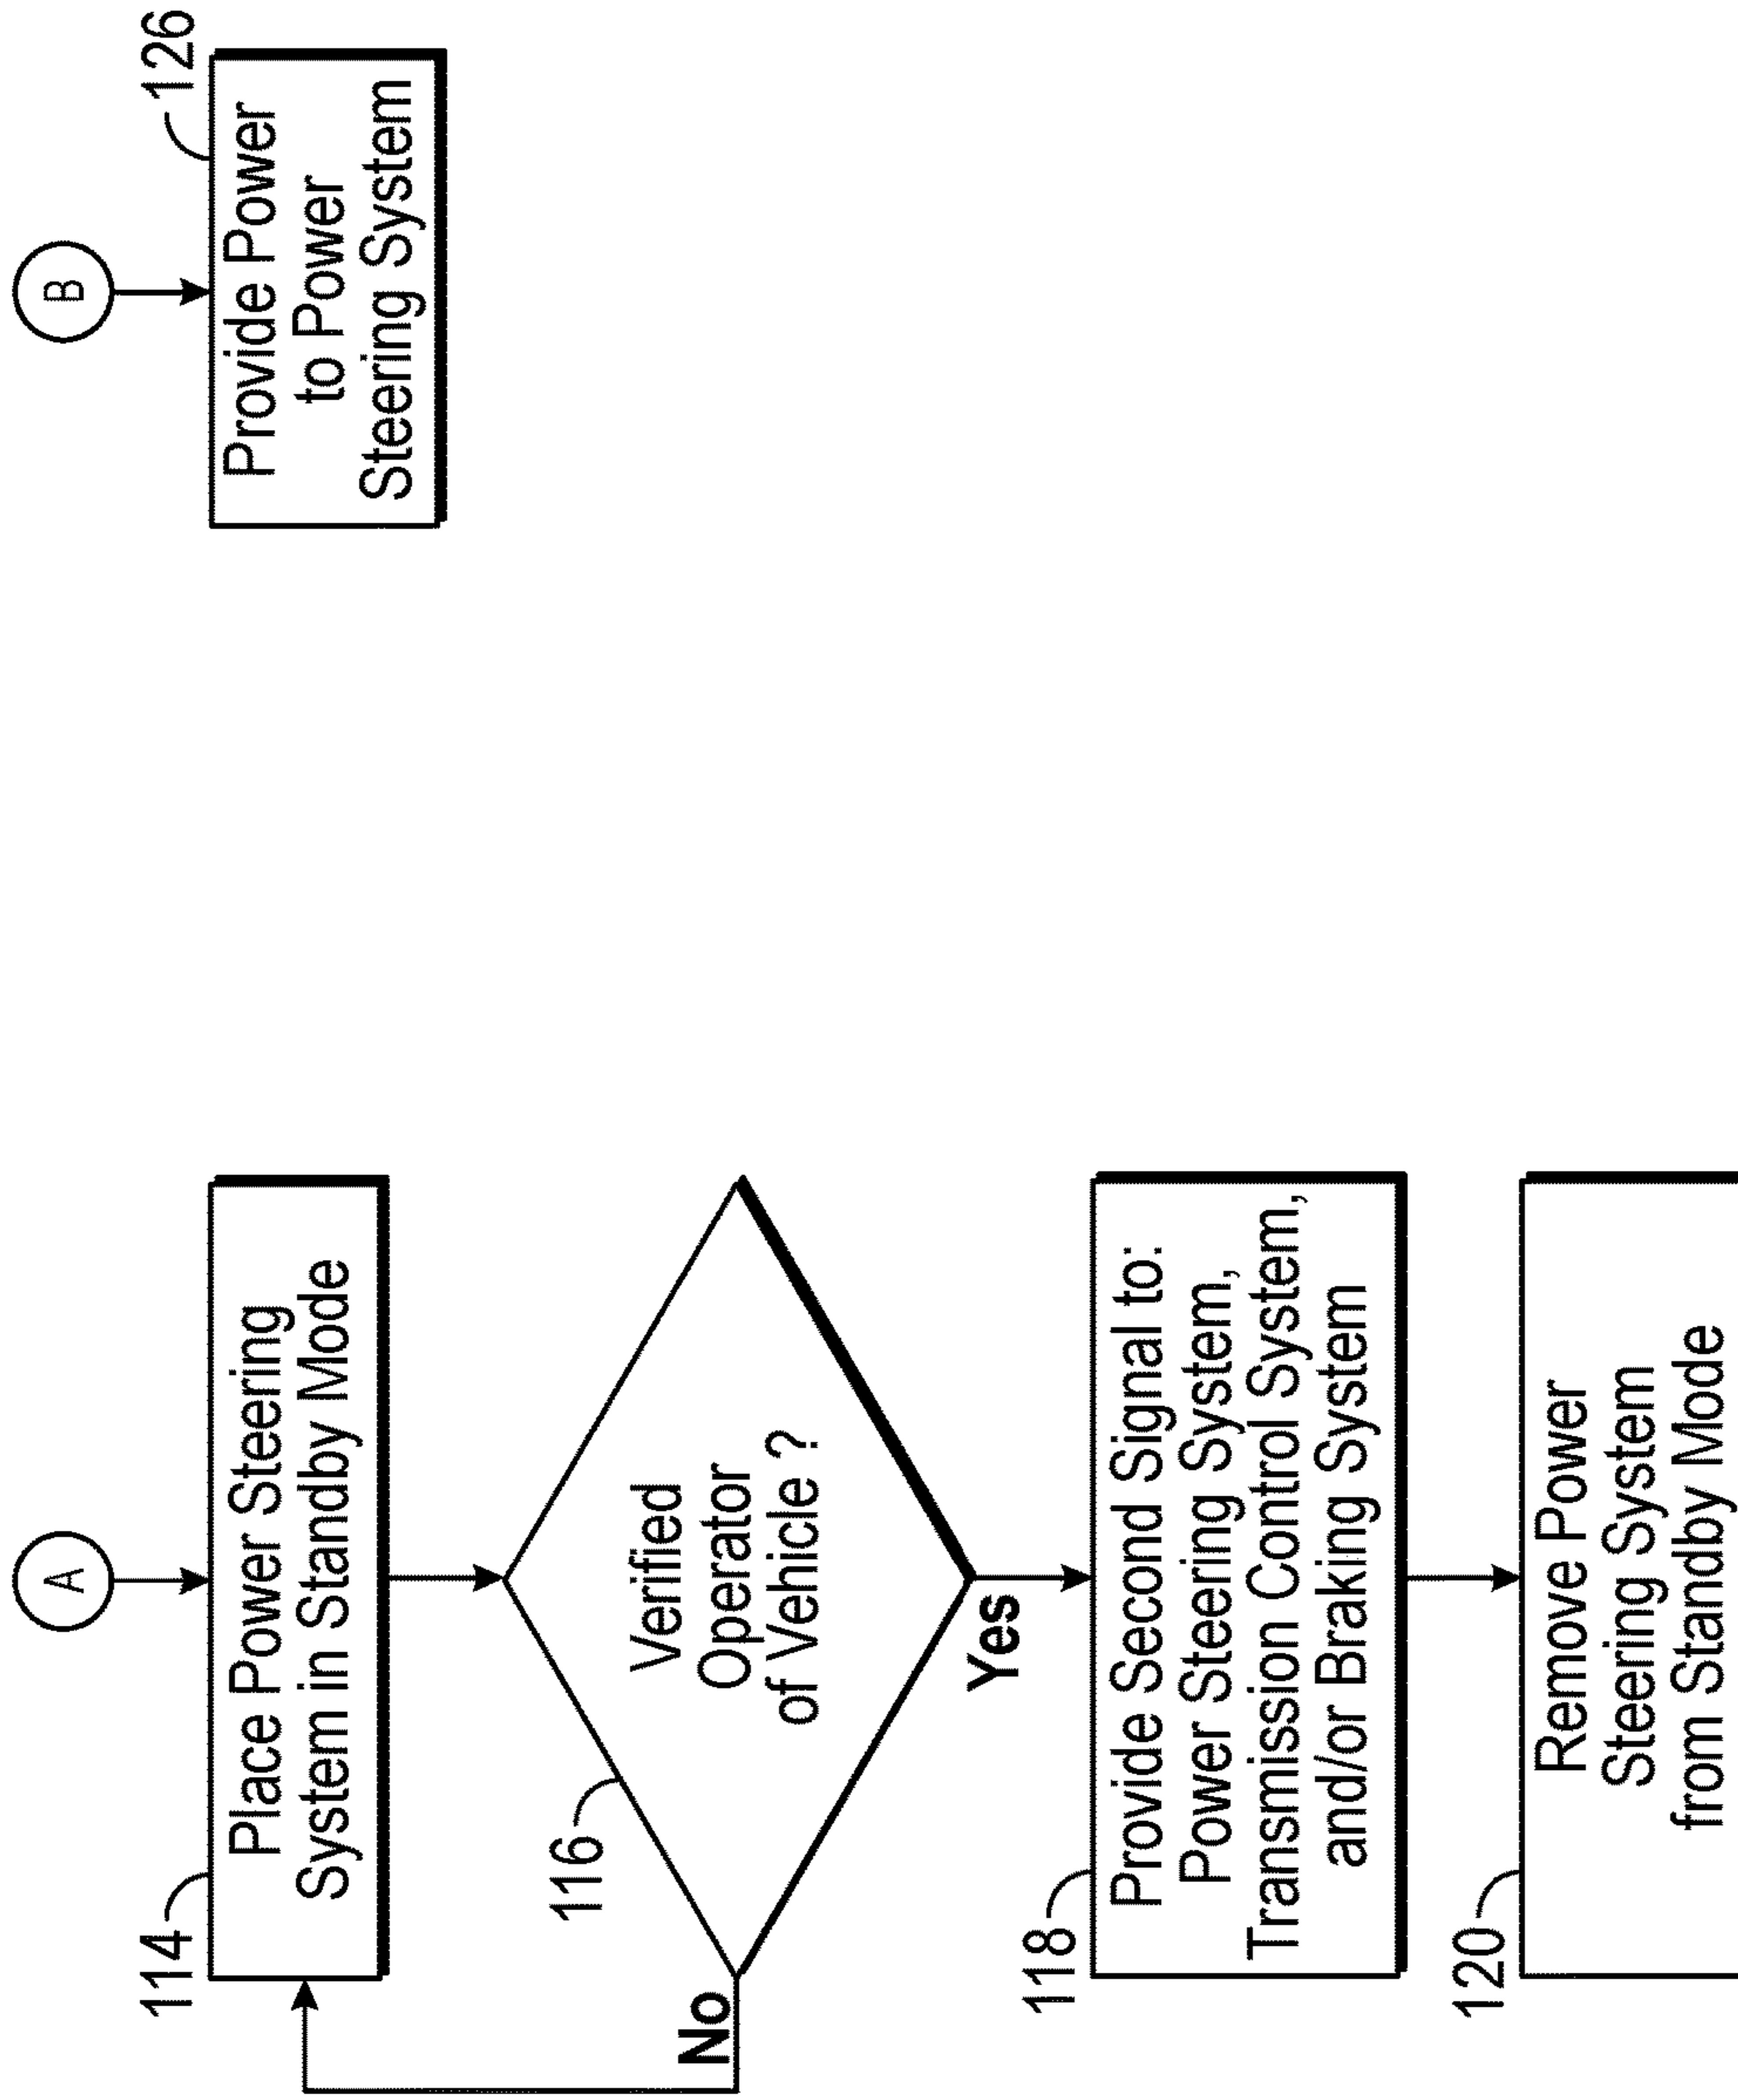 A
114
Place Power Steering
System in Standby Mode
116
Verified
Operator
of Vehicle ?
No
Yes
118
Provide Second Signal to:
Power Steering System,
Transmission Control System,
and/or Braking System
120
Remove Power
Steering System
from Standby Mode
B
126
Provide Power
to Power
Steering System